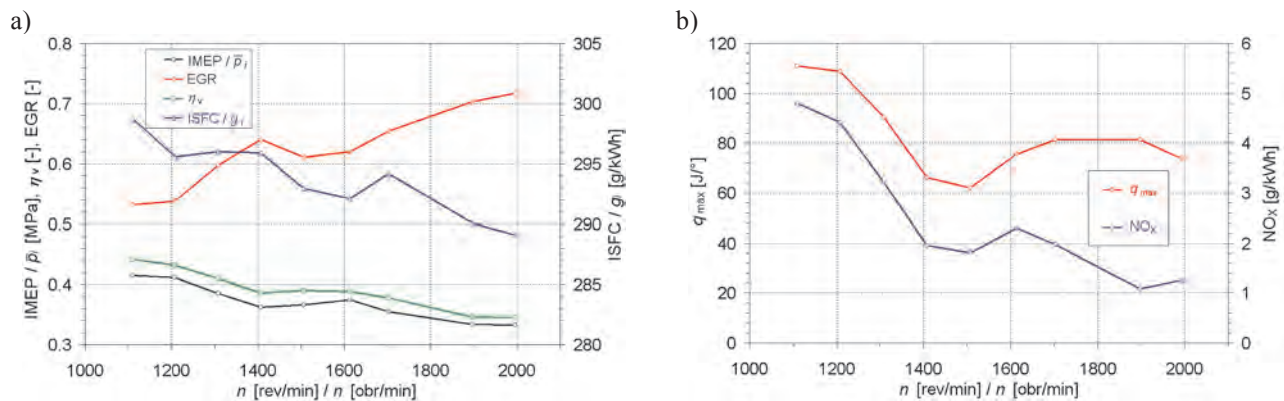 a)
0.8
0.7
0.6
0.5
0.4
0.3
IMEP / p̅i [MPa], ηv [-]. EGR [-]
IMEP / p̅i
EGR
ηv
ISFC / gi
305
300
295
290
285
280
ISFC / gi [g/kWh]
1000 1200 1400 1600 1800 2000
n [rev/min] / n [obr/min]
b)
120
100
80
60
40
20
0
qmax [J/°]
q max
NOX
6
5
4
3
2
1
0
NOX [g/kWh]
1000 1200 1400 1600 1800 2000
n [rev/min] / n [obr/min]